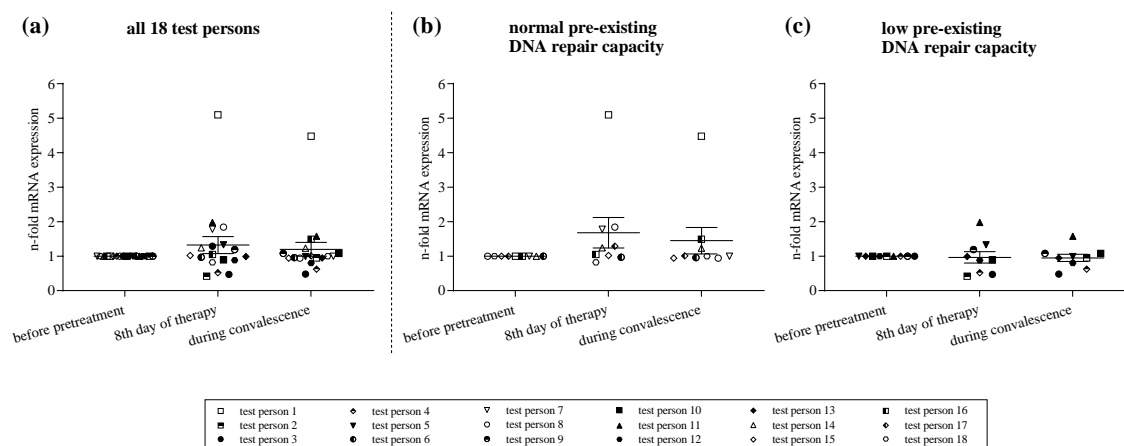 (a)
all 18 test persons
n-fold mRNA expression
6
5
4
3
2
1
0
before pretreatment
8th day of therapy
during convalescence
(b)
normal pre-existing
DNA repair capacity
n-fold mRNA expression
6
5
4
3
2
1
0
before pretreatment
8th day of therapy
during convalescence
(c)
low pre-existing
DNA repair capacity
n-fold mRNA expression
6
5
4
3
2
1
0
before pretreatment
8th day of therapy
during convalescence
test person 1 test person 4 test person 7 test person 10 test person 13 test person 16
test person 2 test person 5 test person 8 test person 11 test person 14 test person 17
test person 3 test person 6 test person 9 test person 12 test person 15 test person 18